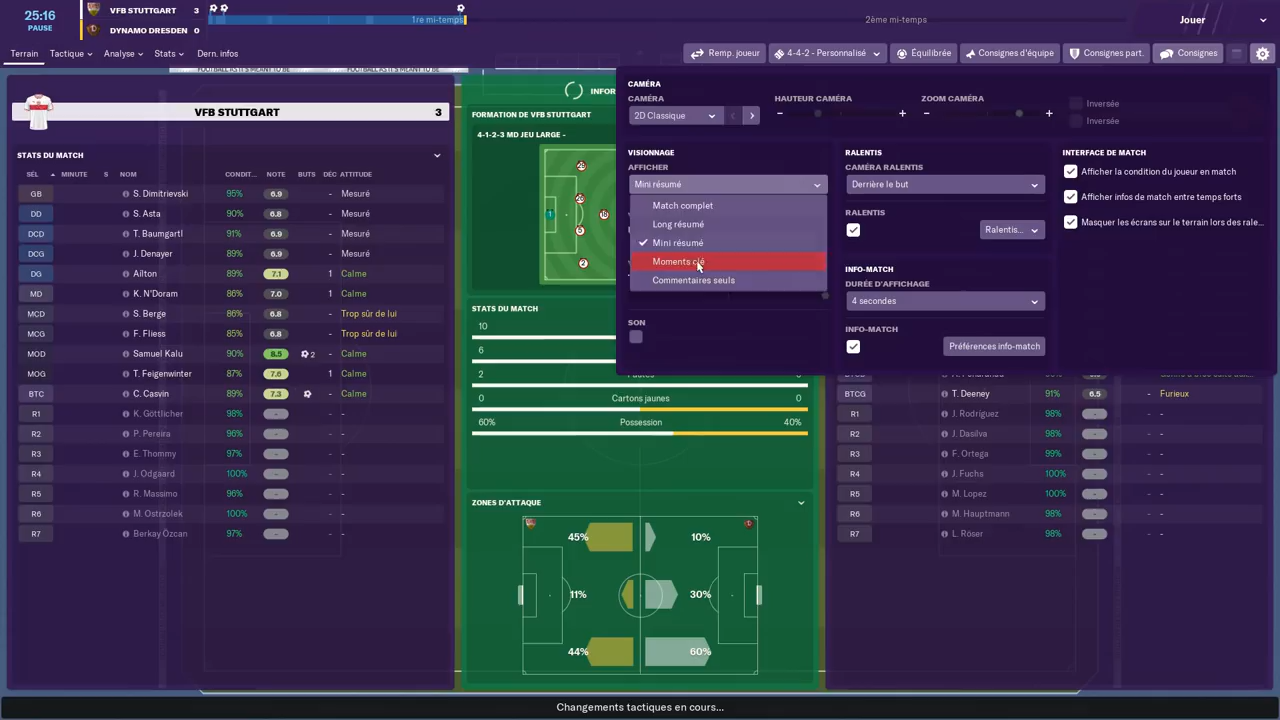 25:16
PAUSE
VFB STUTTGART 3
DYNAMO DRESDEN 0
1re mi-temps
2ème mi-temps
Jouer
Terrain Tactique Analyse Stats Dern. infos
Remp. joueur 4-4-2 - Personnalisé Équilibrée Consignes d'équipe Consignes part. Consignes
VFB STUTTGART 3
STATS DU MATCH
SÉL MINUTE S NOM CONDIT... NOTE BUTS DÉC ATTITUDE
GB S. Dimitrievski 95% 6.9 - Mesuré
DD S. Asta 90% 6.8 - Mesuré
DCD T. Baumgartl 91% 6.9 - Mesuré
DCG J. Denayer 89% 6.9 - Mesuré
DG Aílton 89% 7.1 1 Calme
MD K. N'Doram 86% 7.0 1 Calme
MCD S. Berge 86% 6.8 - Trop sûr de lui
MCG F. Fliess 85% 6.8 - Trop sûr de lui
MOD Samuel Kalu 90% 8.5 2 - Calme
MOG T. Feigenwinter 87% 7.6 1 Calme
BTC C. Casvin 89% 7.3 - Calme
R1 K. Göttlicher 98% - - -
R2 P. Pereira 96% - - -
R3 E. Thommy 97% - - -
R4 J. Odgaard 100% - - -
R5 R. Massimo 96% - - -
R6 M. Ostrzolek 100% - - -
R7 Berkay Özcan 97% - - -
INFOR
FORMATION DE VFB STUTTGART
4-1-2-3 MD JEU LARGE -
1
18
5
2
STATS DU MATCH
10
6
2
0 Cartons jaunes 0
60% Possession 40%
ZONES D'ATTAQUE
45% 10%
11% 30%
44% 60%
CAMÉRA
CAMÉRA HAUTEUR CAMÉRA ZOOM CAMÉRA
2D Classique - + - +
Inversée
Inversée
VISIONNAGE
AFFICHER
Mini résumé
Match complet
Long résumé
Mini résumé
Moments clé
Commentaires seuls
SON
RALENTIS
CAMÉRA RALENTIS
Derrière le but
RALENTIS
Ralentis...
INFO-MATCH
DURÉE D'AFFICHAGE
4 secondes
INFO-MATCH
Préférences info-match
INTERFACE DE MATCH
Afficher la condition du joueur en match
Afficher infos de match entre temps forts
Masquer les écrans sur le terrain lors des rale...
BTCG T. Deeney 91% 6.5 - Furieux
R1 J. Rodríguez 98% - - -
R2 J. Dasilva 98% - - -
R3 F. Ortega 99% - - -
R4 J. Fuchs 100% - - -
R5 M. Lopez 100% - - -
R6 M. Hauptmann 98% - - -
R7 L. Röser 98% - - -
Changements tactiques en cours...